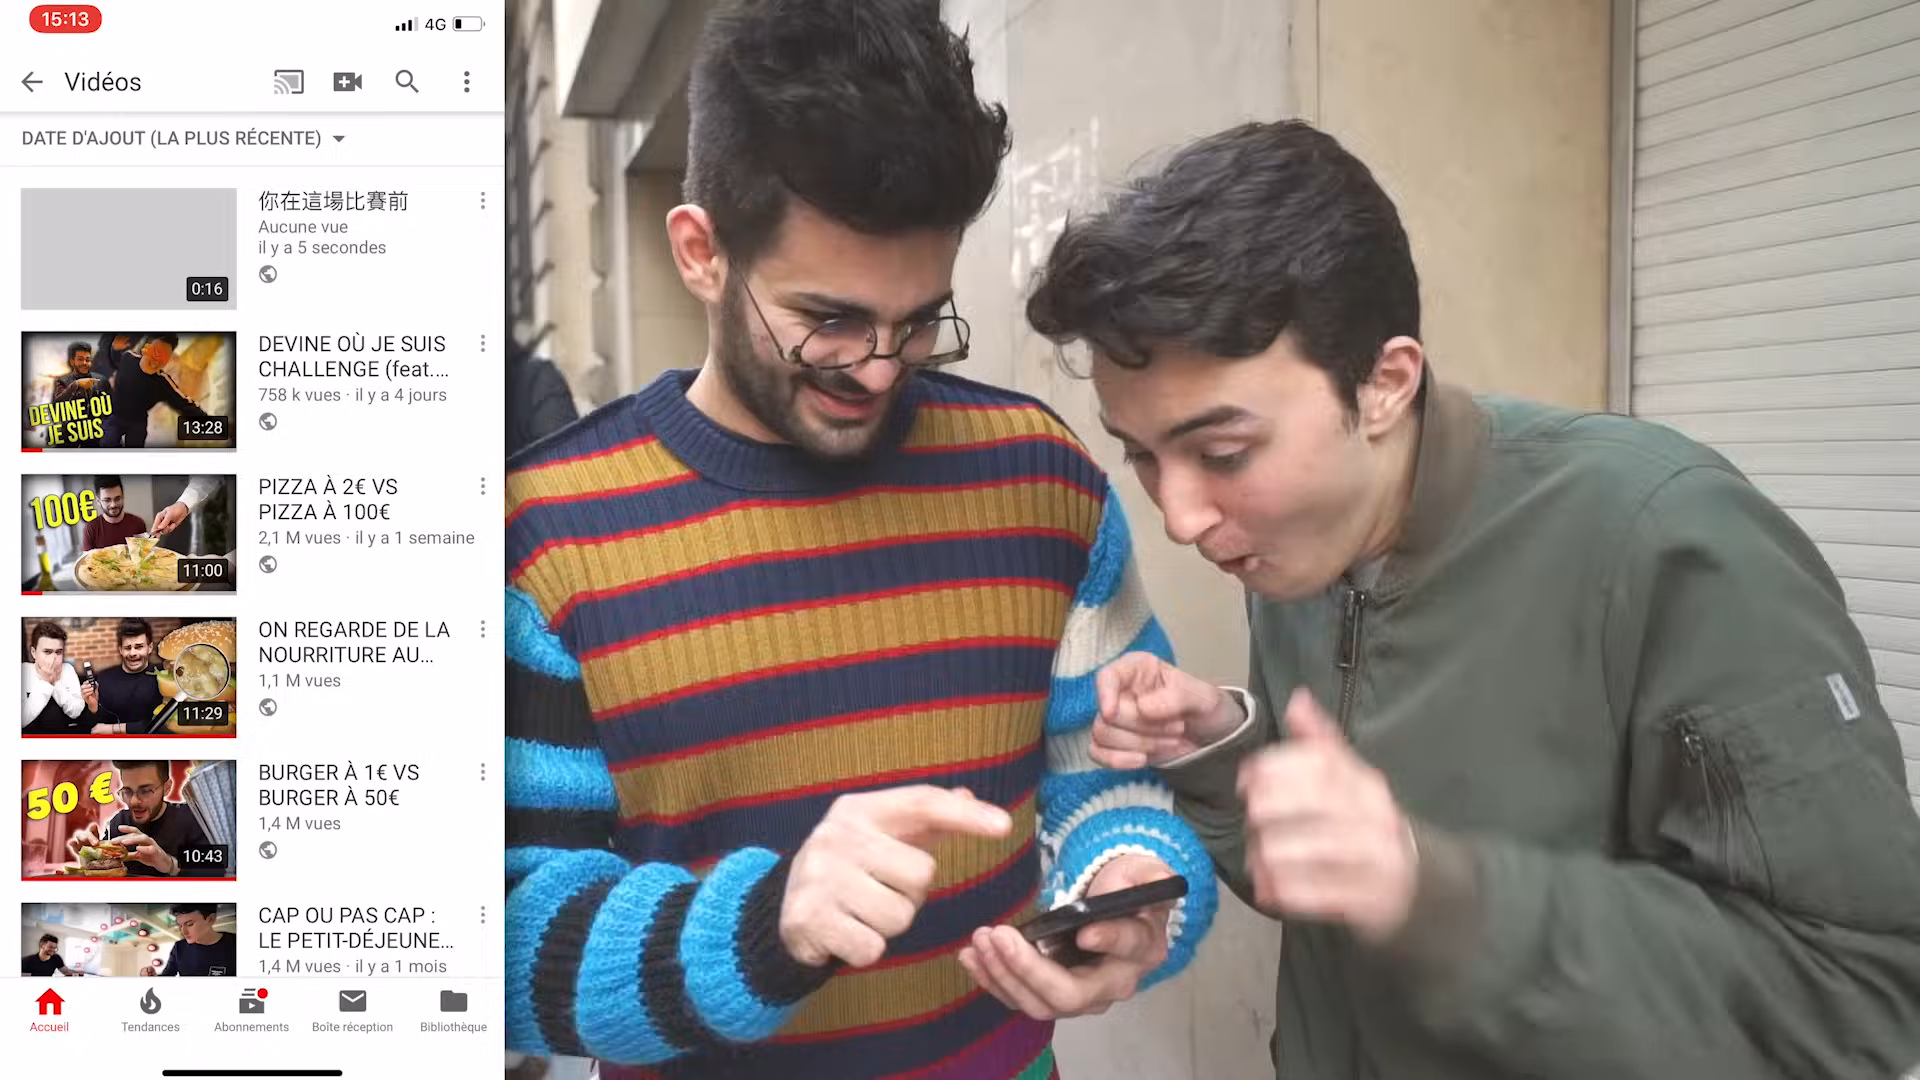 15:13
4G
Vidéos
DATE D'AJOUT (LA PLUS RÉCENTE)
0:16
你在這場比賽前
Aucune vue
il y a 5 secondes
DEVINE OÙ
JE SUIS
13:28
DEVINE OÙ JE SUIS
CHALLENGE (feat....
758 k vues · il y a 4 jours
100€
11:00
PIZZA À 2€ VS
PIZZA À 100€
2,1 M vues · il y a 1 semaine
11:29
ON REGARDE DE LA
NOURRITURE AU...
1,1 M vues
50 €
10:43
BURGER À 1€ VS
BURGER À 50€
1,4 M vues
CAP OU PAS CAP :
LE PETIT-DÉJEUNE...
1,4 M vues · il y a 1 mois
Accueil
Tendances
Abonnements
Boîte réception
Bibliothèque